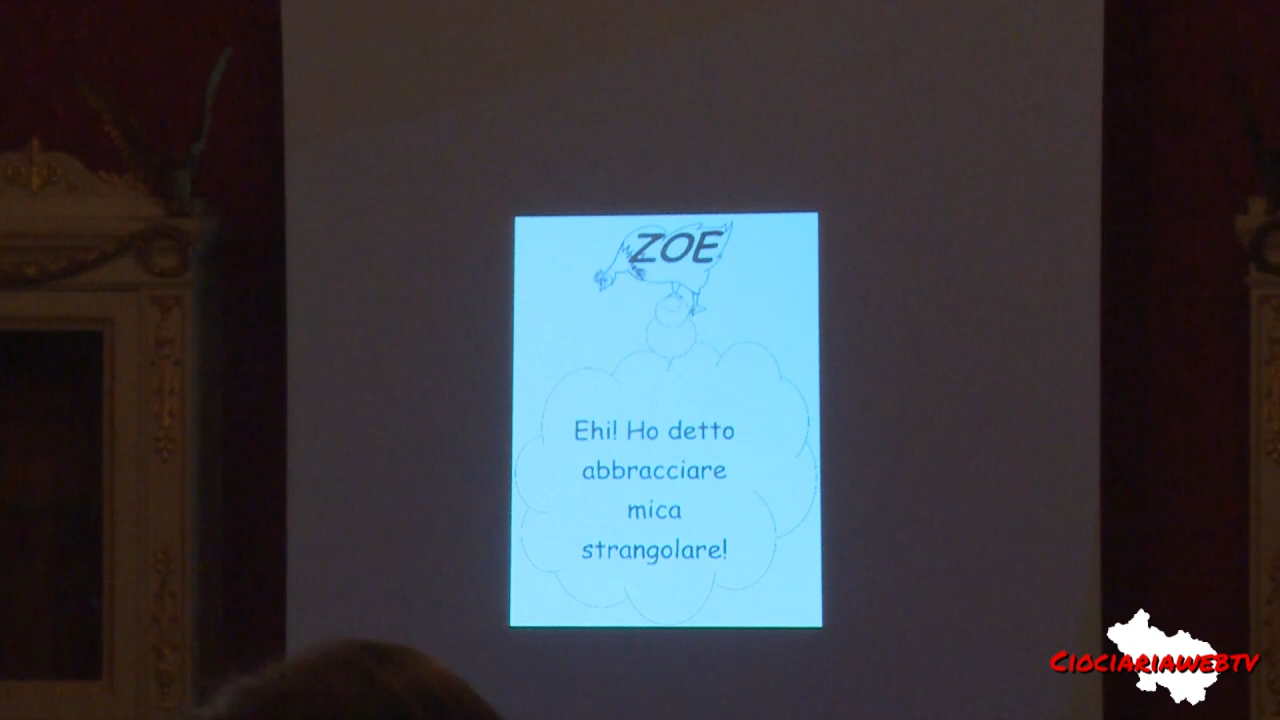 ZOE
Ehi! Ho detto
abbracciare
mica
strangolare!
CIOCIARIAWEBTV